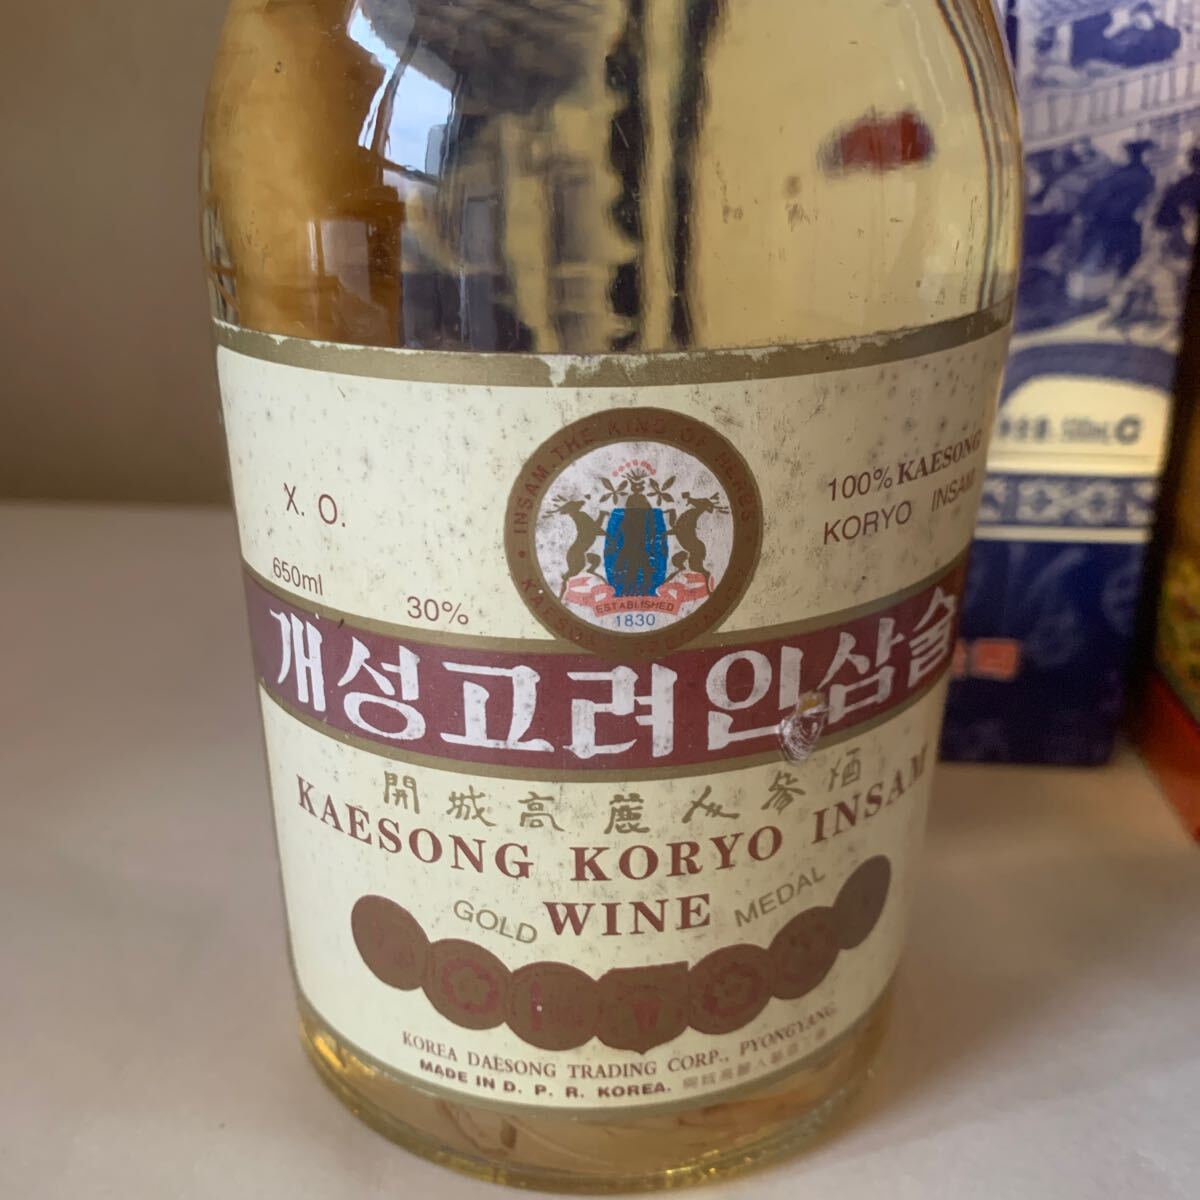 INSAM. THE KING OF HERBS
100% KAESONG
KORYO INSAM
X. O.
650ml
30%
ESTABLISHED
1830
개성고려인삼술
開城高麗人参酒
KAESONG KORYO INSAM
WINE
GOLD MEDAL
KOREA DAESONG TRADING CORP., PYONGYANG
MADE IN D. P. R. KOREA.